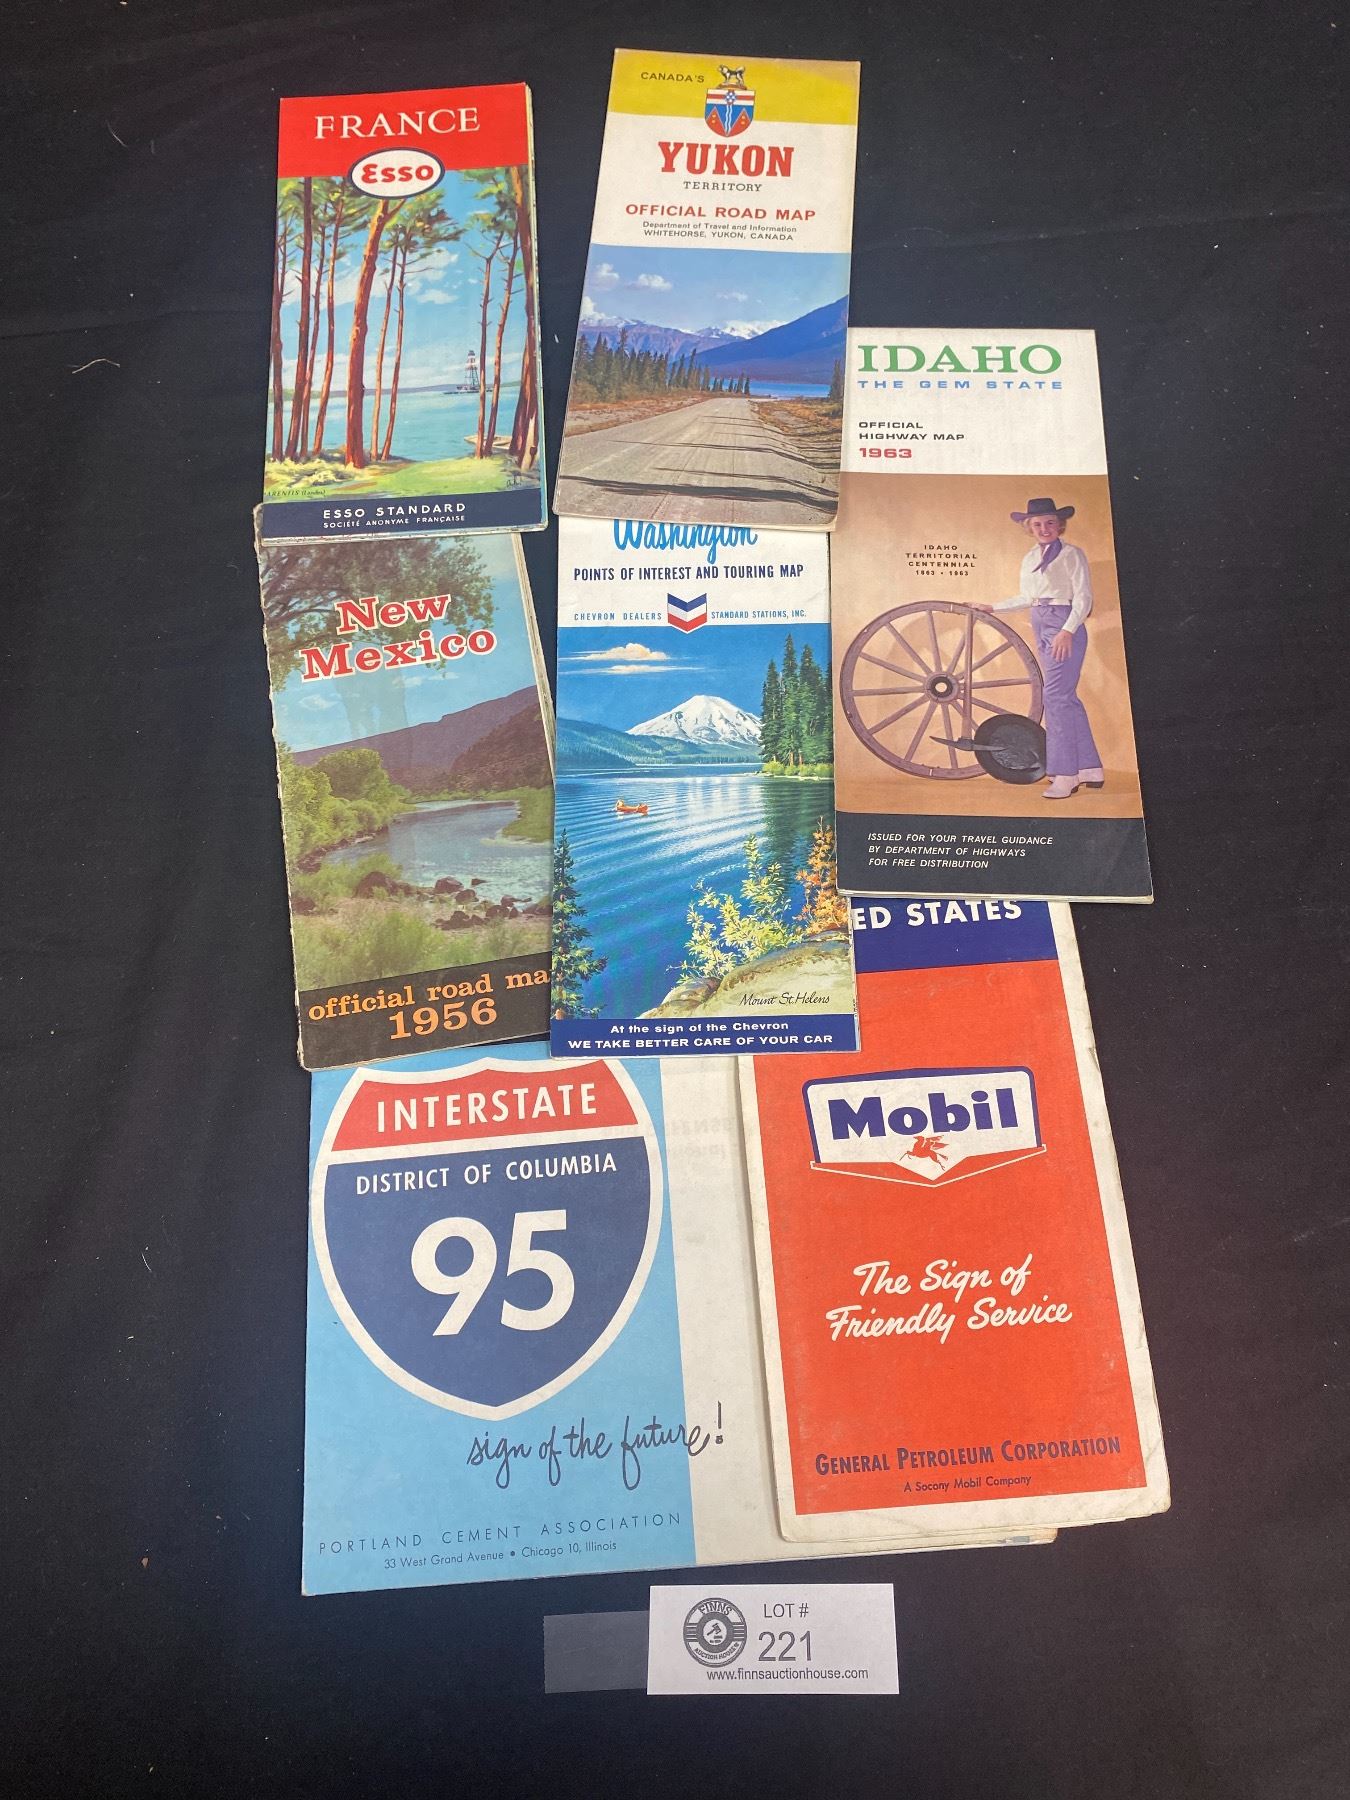 FRANCE
Esso
ESSO STANDARD
SOCIÉTÉ ANONYME FRANÇAISE
CANADA'S
YUKON
TERRITORY
OFFICIAL ROAD MAP
Department of Travel and Information
WHITEHORSE, YUKON, CANADA
IDAHO
THE GEM STATE
OFFICIAL
HIGHWAY MAP
1963
IDAHO
TERRITORIAL
CENTENNIAL
1863 • 1963
ISSUED FOR YOUR TRAVEL GUIDANCE
BY DEPARTMENT OF HIGHWAYS
FOR FREE DISTRIBUTION
New
Mexico
official road ma
1956
Washington
POINTS OF INTEREST AND TOURING MAP
CHEVRON DEALERS STANDARD STATIONS, INC.
Mount St. Helens
At the sign of the Chevron
WE TAKE BETTER CARE OF YOUR CAR
ED STATES
Mobil
The Sign of
Friendly Service
GENERAL PETROLEUM CORPORATION
A Socony Mobil Company
INTERSTATE
DISTRICT OF COLUMBIA
95
sign of the future!
PORTLAND CEMENT ASSOCIATION
33 West Grand Avenue • Chicago 10, Illinois
FINNS
AUCTION HOUSE
LOT #
221
www.finnsauctionhouse.com